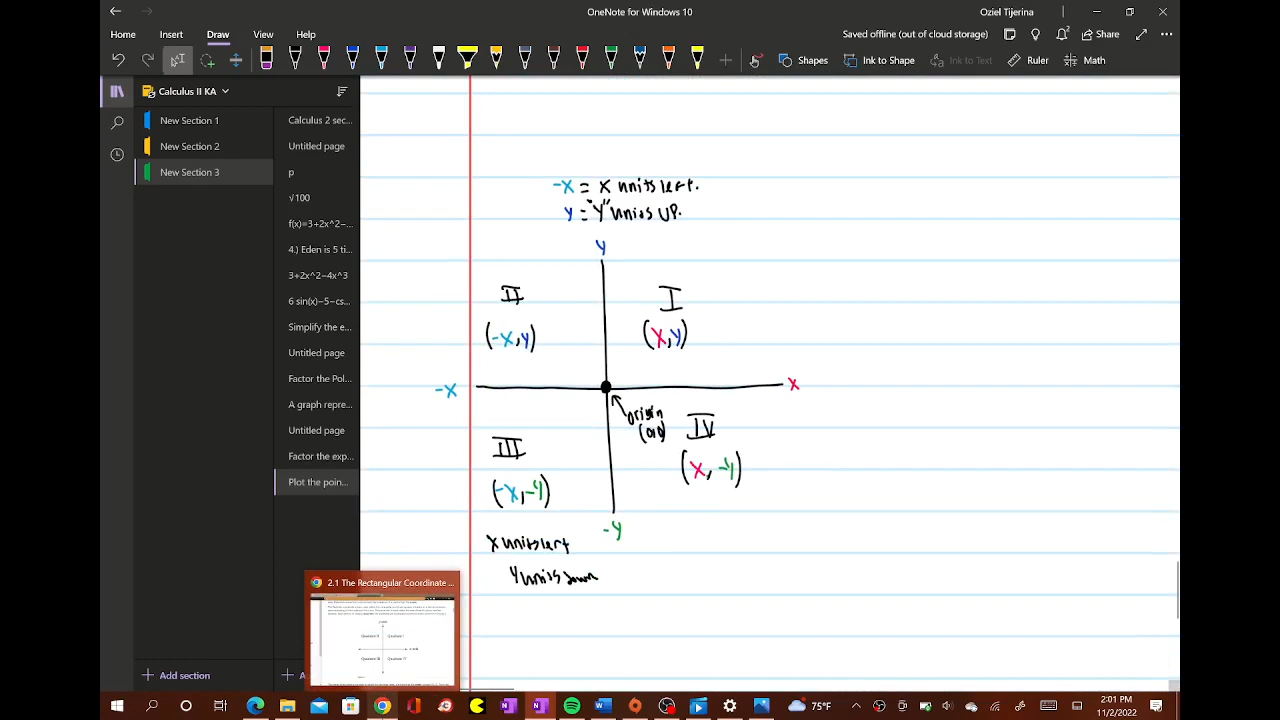 OneNote for Windows 10
Oziel Tijerina
Home Insert Draw View Help
Saved offline (out of cloud storage)
Share
Shapes
Ink to Shape
Ink to Text
Ruler
Math
Calculus II KA
New Section 1
New Section 2
New Section 3
Calculus 2 sec...
Untitled page
p
√100
f(x)=3+2x^2-...
4.) Eden is 5 ti...
3+2x^2-4x^3
6 sin(x)-5-cs...
Simplify the e...
Untitled page
Factor the Pol...
A graph repre...
Untitled page
Factor the exp...
Plot the poin...
-X = X units left.
y = "Y" Units UP.
y
II
I
(-X,y)
(X,y)
-X
X
origin
(0,0)
III
IV
(-X,-y)
(X,-y)
-y
X units left
Y units down
2.1 The Rectangular Coordinate ...
Add section
75°F
2:01 PM
11/2/2022